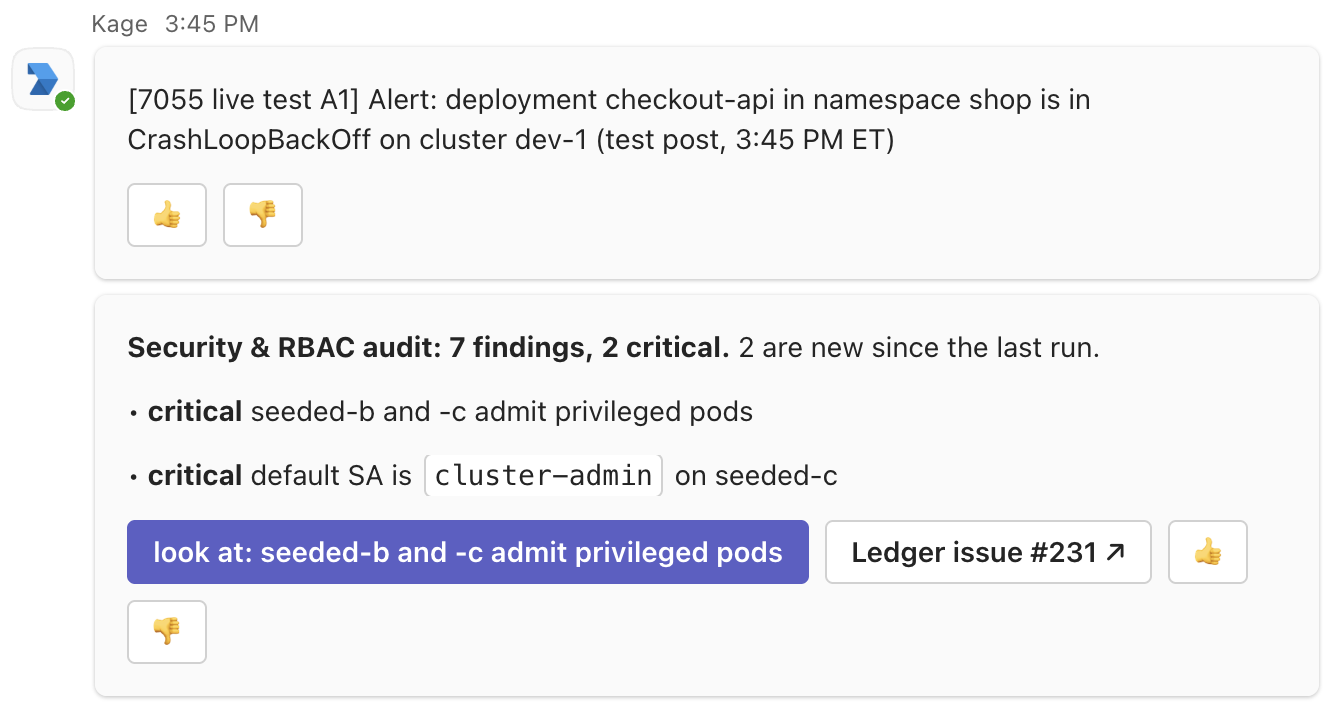 Kage 3:45 PM
[7055 live test A1] Alert: deployment checkout-api in namespace shop is in
CrashLoopBackOff on cluster dev-1 (test post, 3:45 PM ET)
👍 👎
Security & RBAC audit: 7 findings, 2 critical. 2 are new since the last run.
• critical seeded-b and -c admit privileged pods
• critical default SA is cluster-admin on seeded-c
look at: seeded-b and -c admit privileged pods Ledger issue #231 ↗ 👍
👎